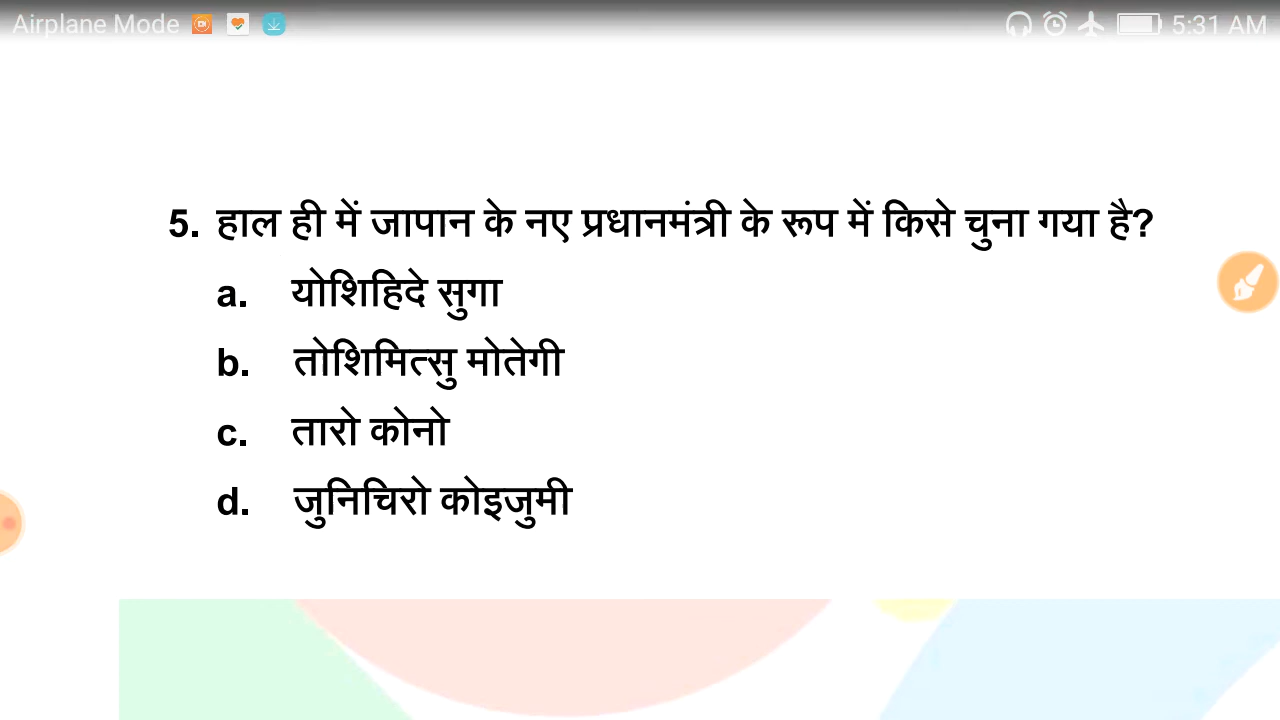 Airplane Mode 5:31 AM
5. हाल ही में जापान के नए प्रधानमंत्री के रूप में किसे चुना गया है?
a. योशिहिदे सुगा
b. तोशिमित्सु मोतेगी
c. तारो कोनो
d. जुनिचिरो कोइजुमी